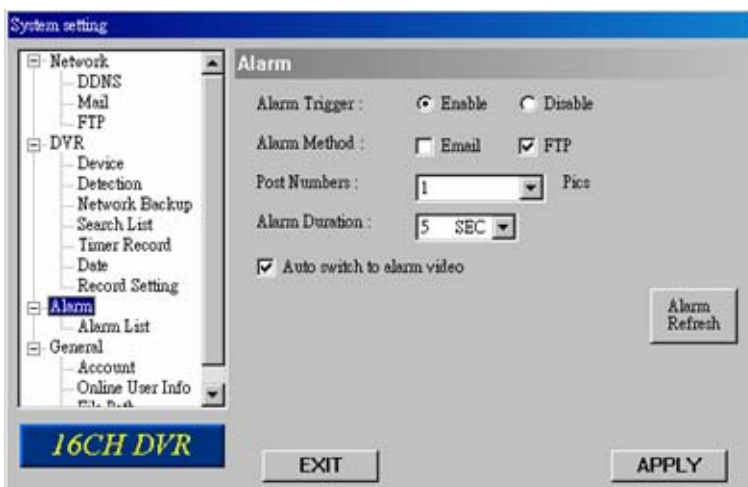 System setting
Network
DDNS
Mail
FTP
DVR
Device
Detection
Network Backup
Search List
Timer Record
Date
Record Setting
Alarm
Alarm List
General
Account
Online User Info
File Path
16CH DVR
Alarm
Alarm Trigger : Enable Disable
Alarm Method : Email FTP
Post Numbers : 1 Pics
Alarm Duration : 5 SEC
Auto switch to alarm video
Alarm
Refresh
EXIT APPLY